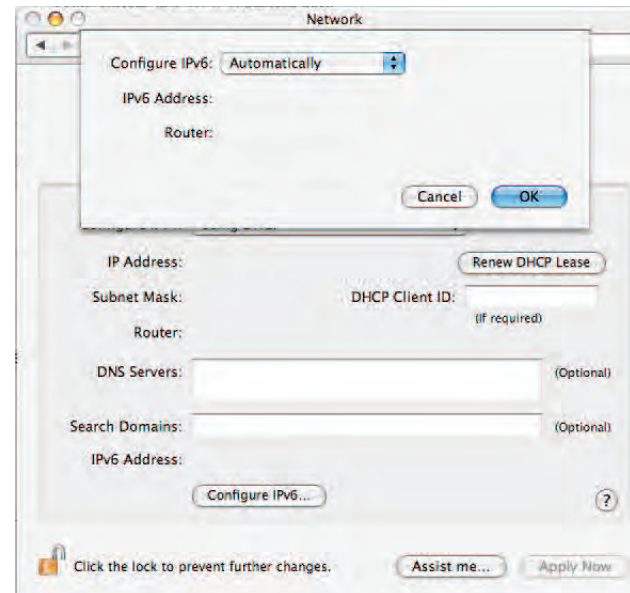 Network
Configure IPv6: Automatically
IPv6 Address:
Router:
Cancel OK
IP Address: Renew DHCP Lease
Subnet Mask: DHCP Client ID:
(If required)
Router:
DNS Servers: (Optional)
Search Domains: (Optional)
IPv6 Address:
Configure IPv6... ?
Click the lock to prevent further changes. Assist me... Apply Now